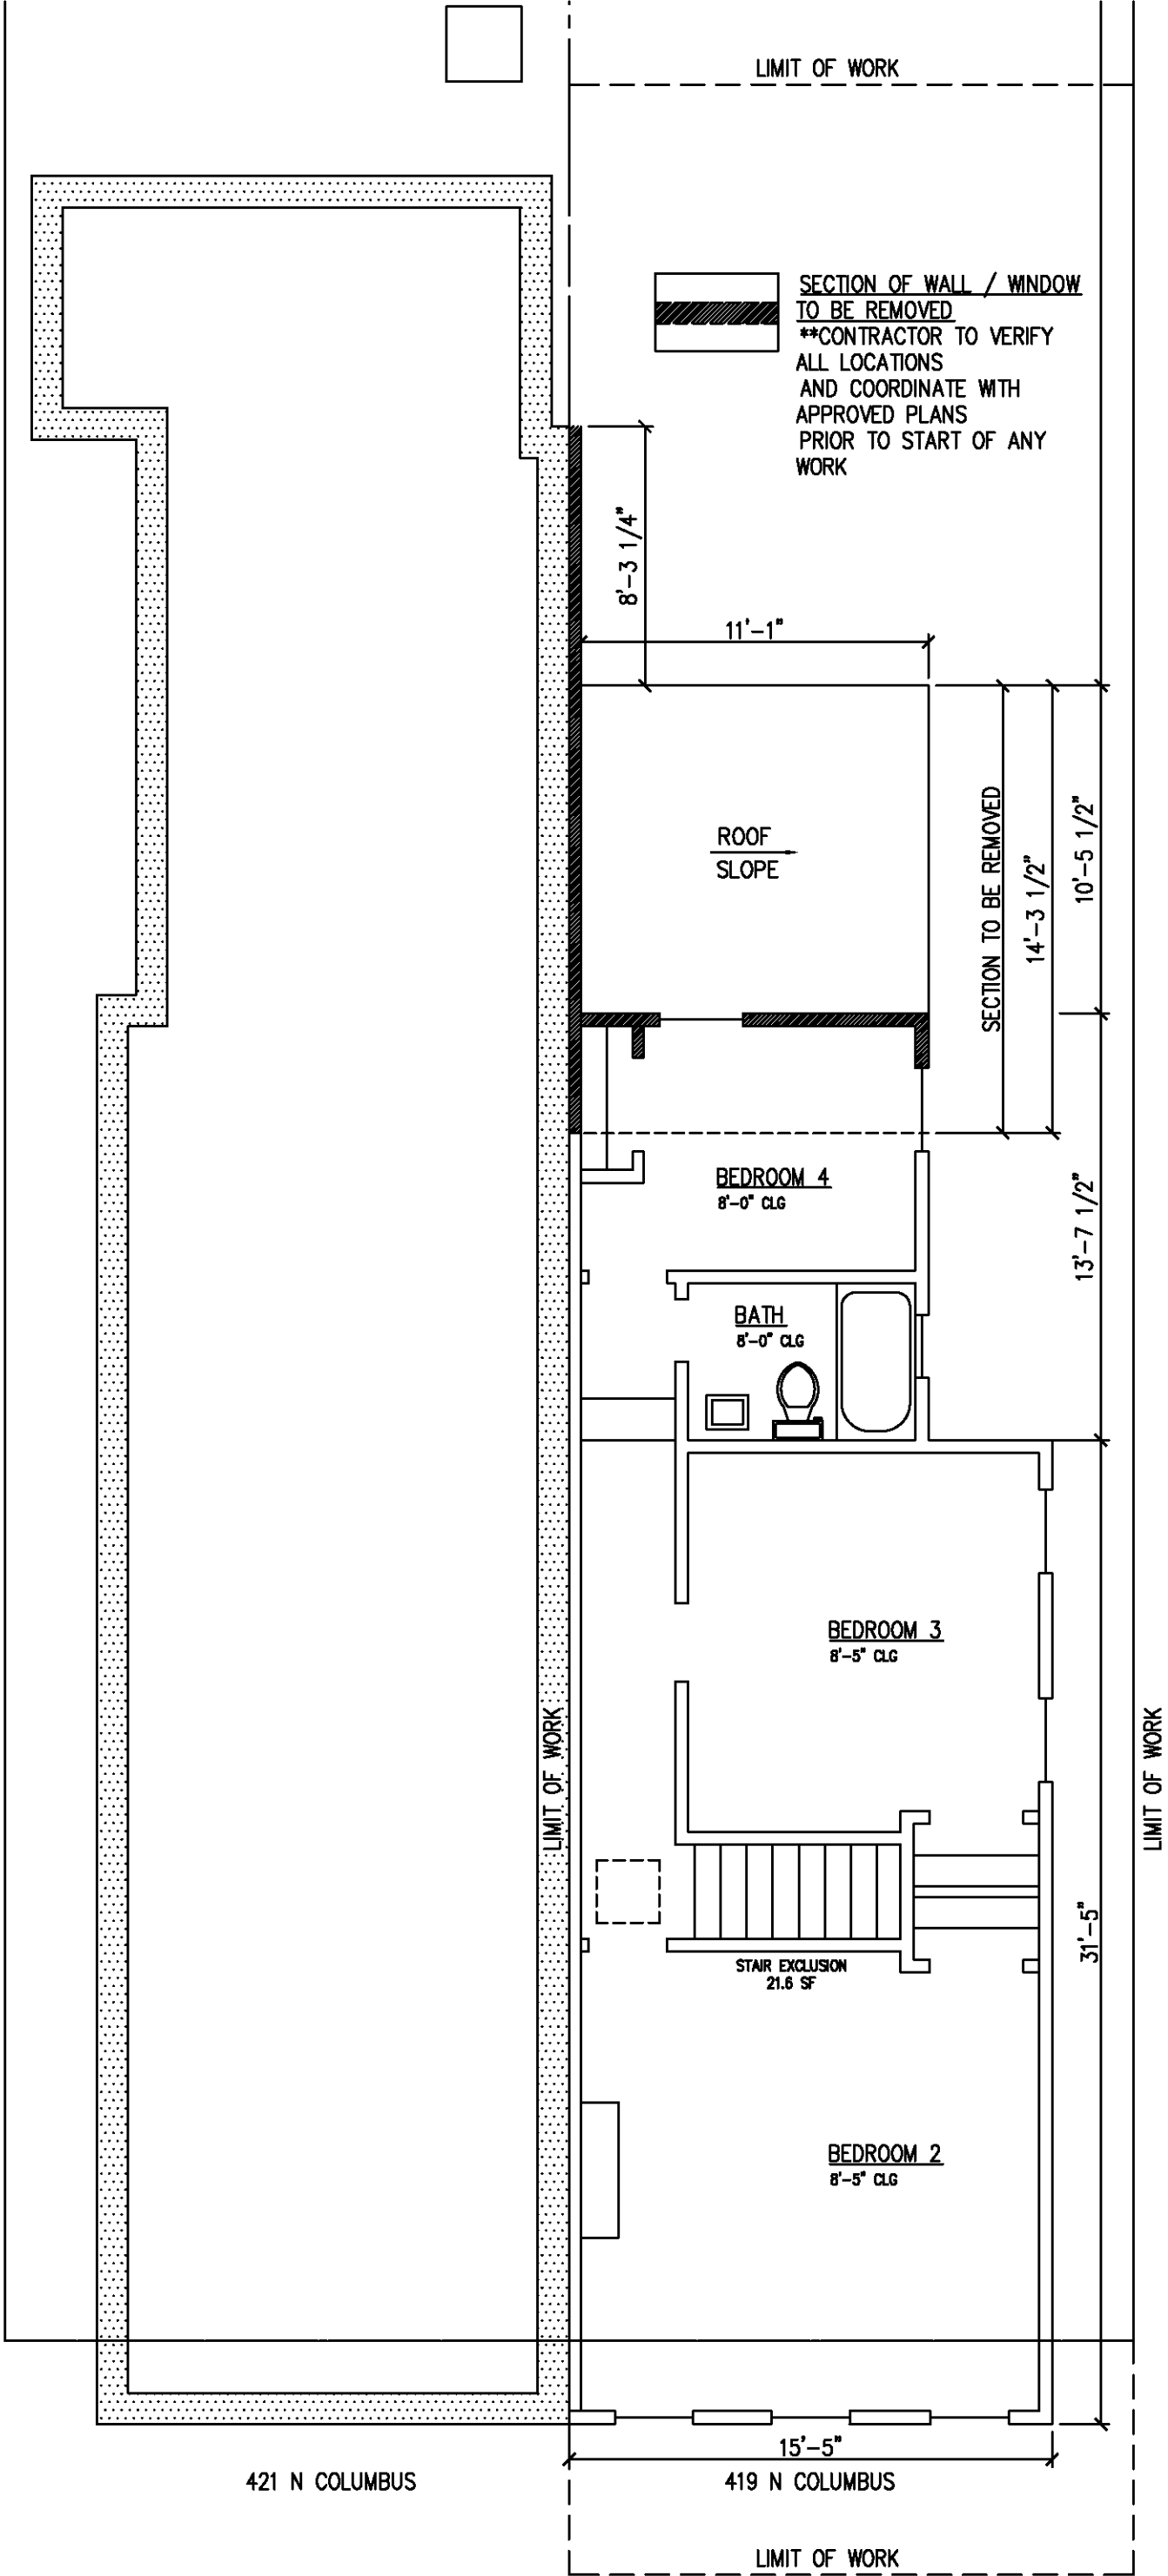 LIMIT OF WORK
SECTION OF WALL / WINDOW
TO BE REMOVED
**CONTRACTOR TO VERIFY
ALL LOCATIONS
AND COORDINATE WITH
APPROVED PLANS
PRIOR TO START OF ANY
WORK
8'-3 1/4"
11'-1"
ROOF
SLOPE
SECTION TO BE REMOVED
14'-3 1/2"
10'-5 1/2"
BEDROOM 4
8'-0" CLG
13'-7 1/2"
BATH
8'-0" CLG
BEDROOM 3
8'-5" CLG
LIMIT OF WORK
LIMIT OF WORK
31'-5"
STAIR EXCLUSION
21.6 SF
BEDROOM 2
8'-5" CLG
15'-5"
421 N COLUMBUS
419 N COLUMBUS
LIMIT OF WORK